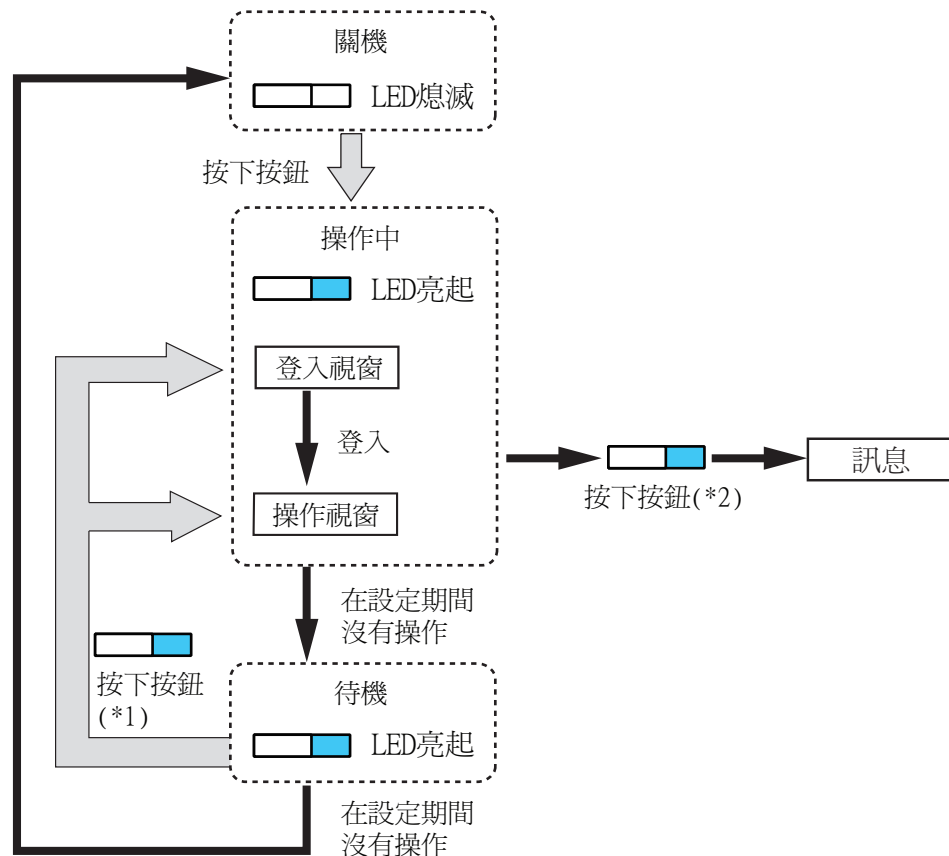 關機
LED熄滅
按下按鈕
操作中
LED亮起
登入視窗
登入
操作視窗
按下按鈕(*2)
訊息
在設定期間
沒有操作
按下按鈕
(*1)
待機
LED亮起
在設定期間
沒有操作